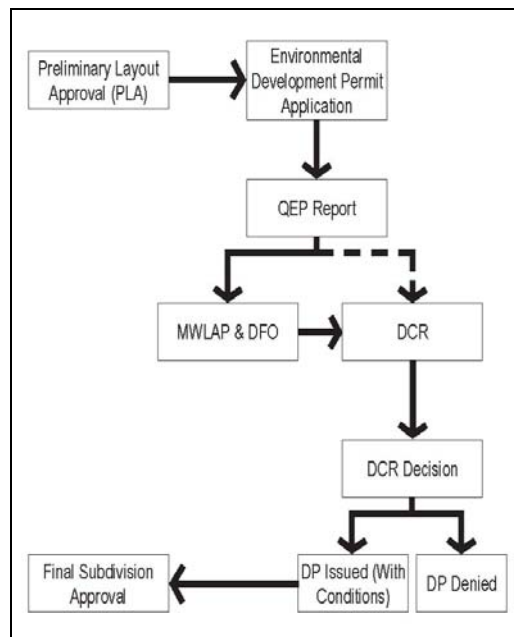 Preliminary Layout
Approval (PLA)
Environmental
Development Permit
Application
QEP Report
MWLAP & DFO
DCR
DCR Decision
Final Subdivision
Approval
DP Issued (With
Conditions)
DP Denied